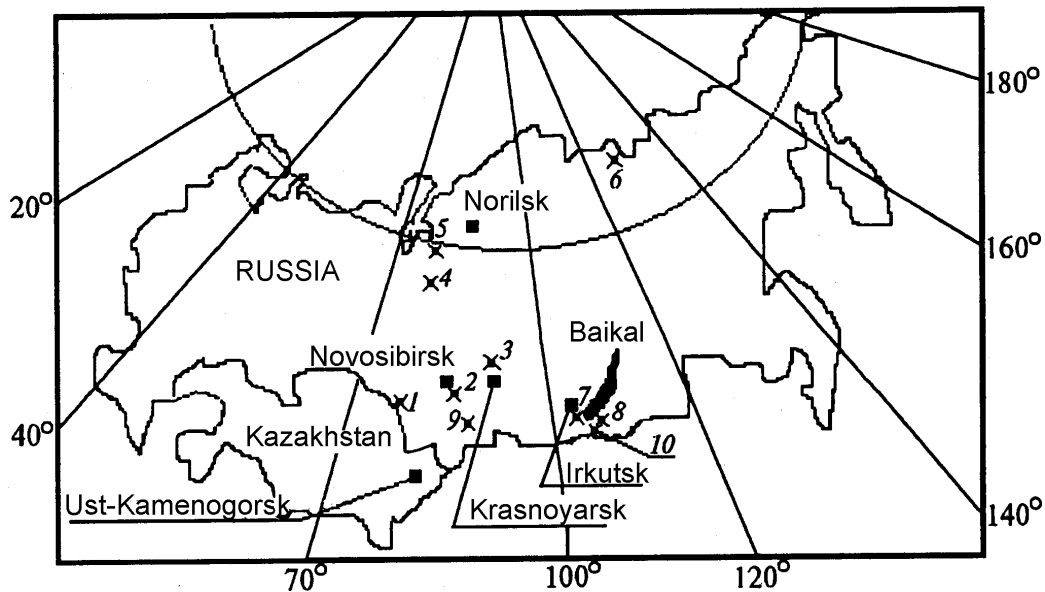 180°
6
20°
Norilsk
5
160°
RUSSIA
4
Baikal
Novosibirsk
3
2
1
7
8
9
40°
Kazakhstan
10
Irkutsk
Ust-Kamenogorsk
Krasnoyarsk
140°
70°
100°
120°